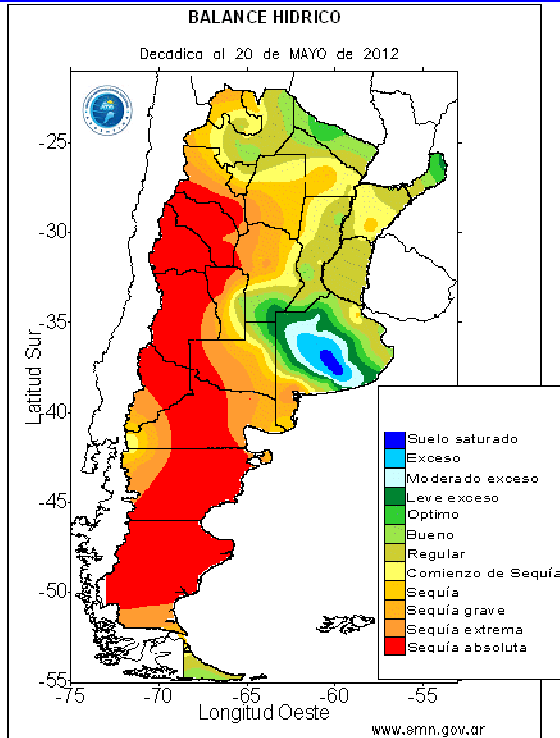 BALANCE HIDRICO
Decadica al 20 de MAYO de 2012
-25
-30
-35
-40
-45
-50
-55
Latitud Sur,
-75
-70
-65
-60
-55
Longitud Oeste
Suelo saturado
Exceso
Moderado exceso
Leve exceso
Optimo
Bueno
Regular
Comienzo de Sequía
Sequía
Sequía grave
Sequía extrema
Sequía absoluta
www.smn.gov.ar